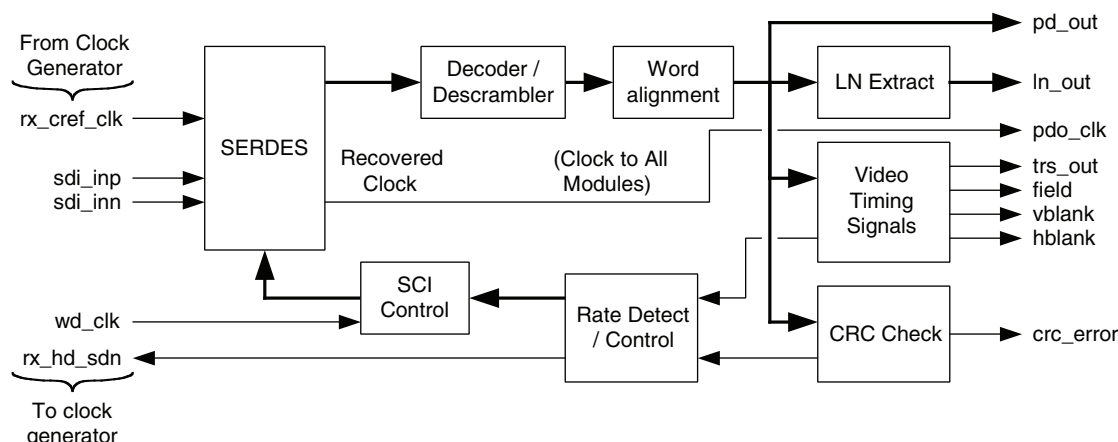 From Clock
Generator
rx_cref_clk
sdi_inp
sdi_inn
wd_clk
rx_hd_sdn
To clock
generator
SERDES
Decoder /
Descrambler
Word
alignment
LN Extract
Recovered
Clock
(Clock to All
Modules)
Video
Timing
Signals
SCI
Control
Rate Detect
/ Control
CRC Check
pd_out
ln_out
pdo_clk
trs_out
field
vblank
hblank
crc_error